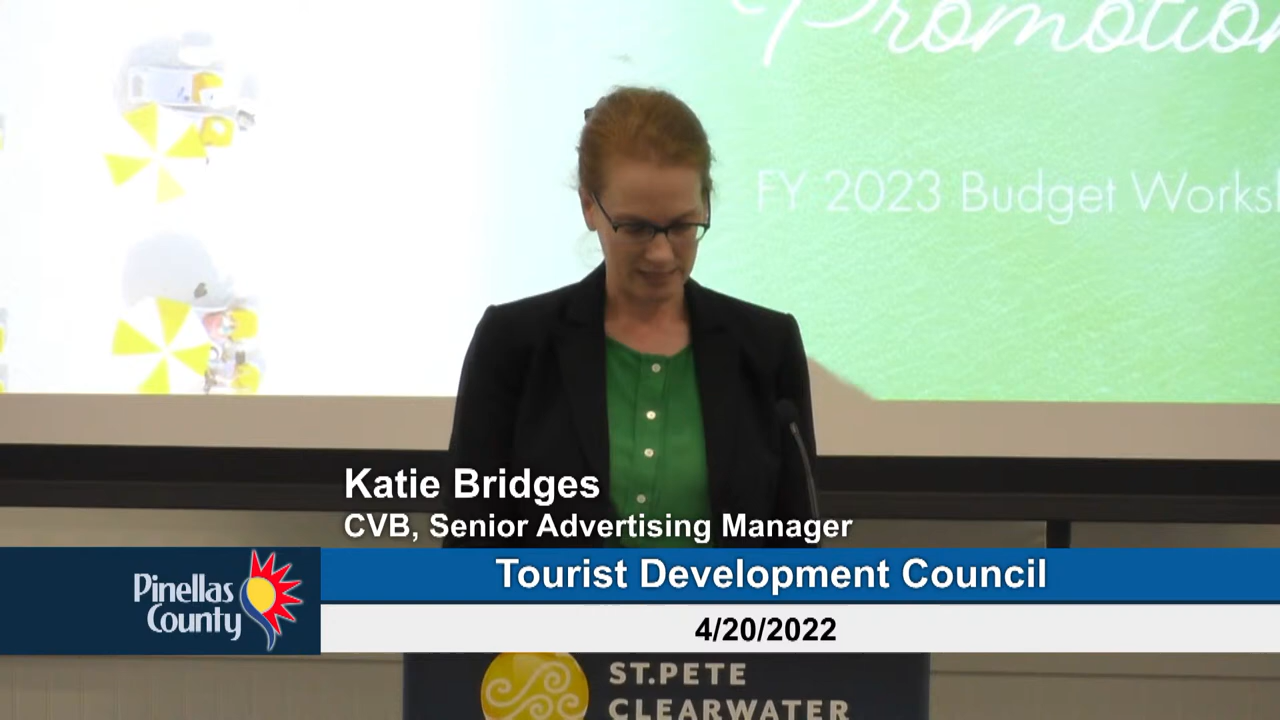 Promotion
FY 2023 Budget Works
Katie Bridges
CVB, Senior Advertising Manager
Tourist Development Council
Pinellas
County
4/20/2022
ST.PETE
CLEARWATER